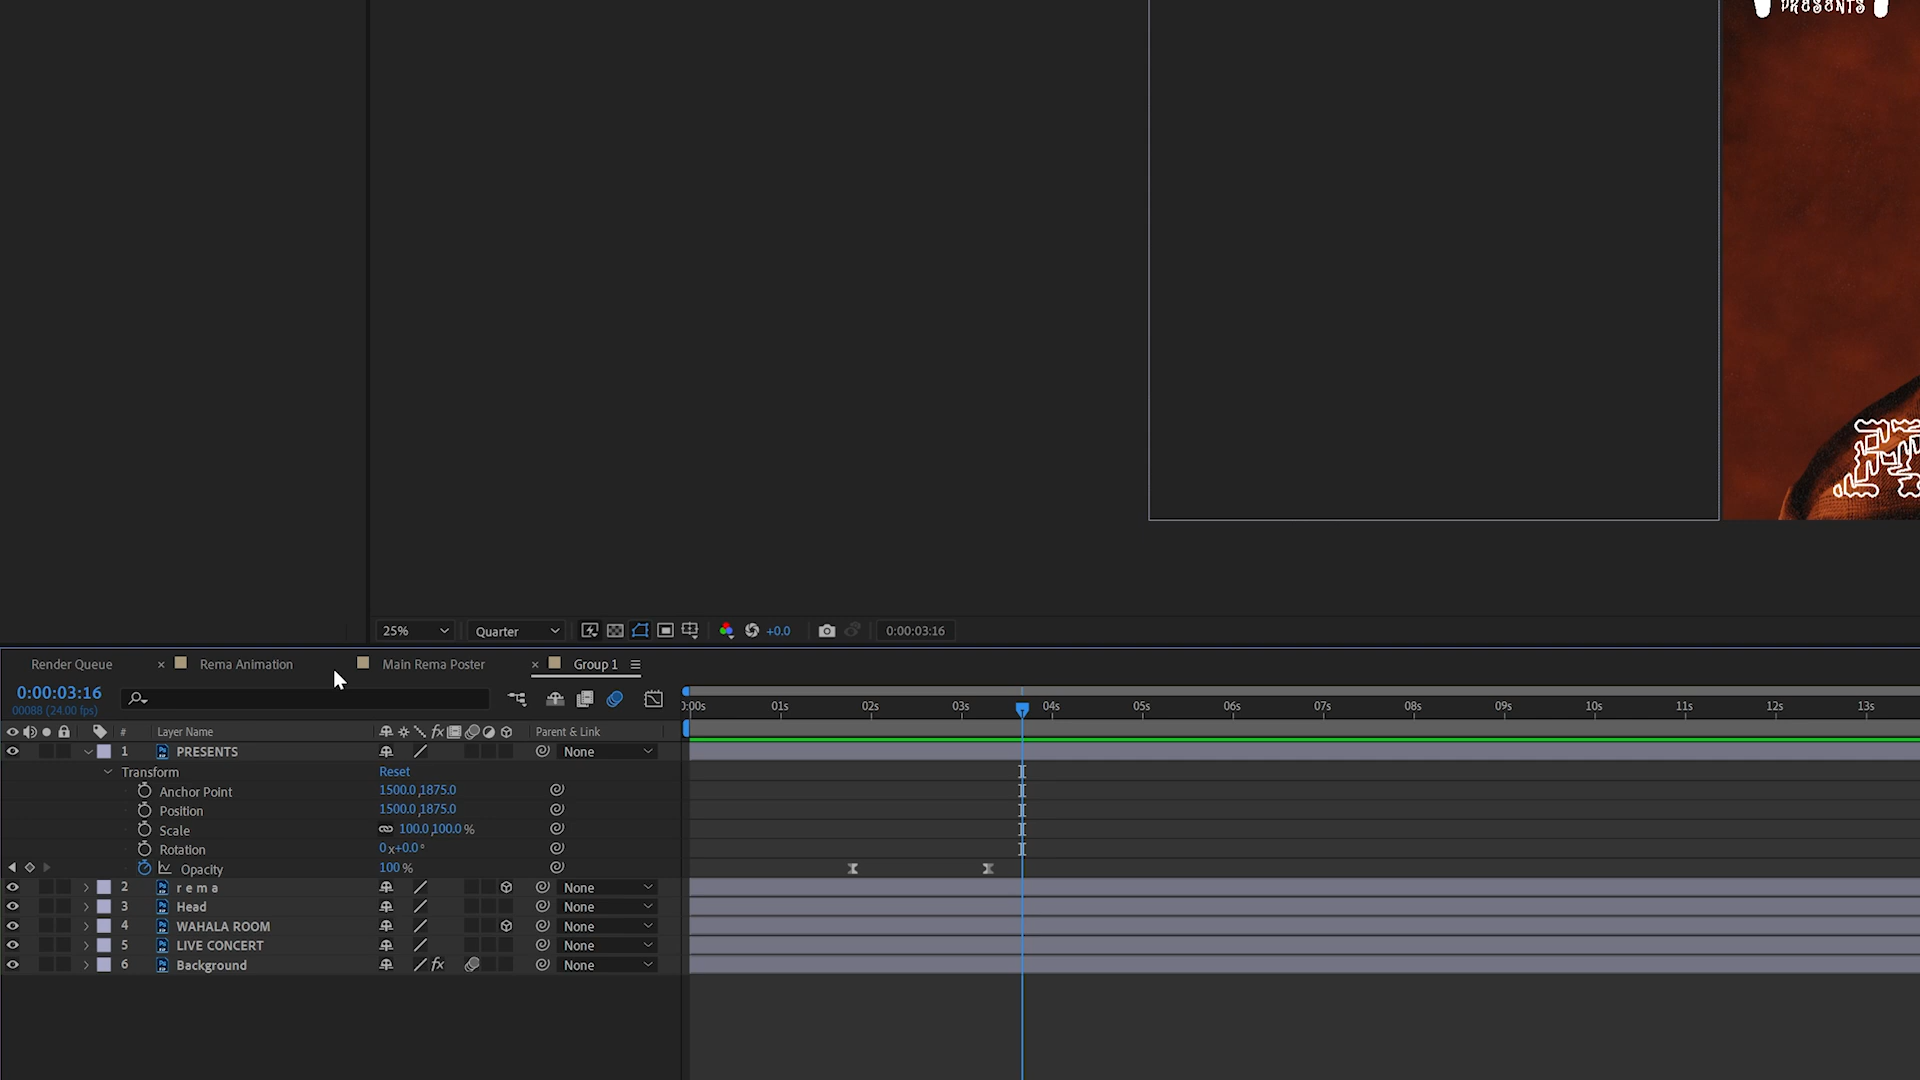 PRESENTS
25%
Quarter
+0.0
0:00:03:16
Render Queue
× Rema Animation
Main Rema Poster
× Group 1
0:00:03:16
00088 (24.00 fps)
0:00s 01s 02s 03s 04s 05s 06s 07s 08s 09s 10s 11s 12s 13s
# Layer Name fx Parent & Link
1 PRESENTS None
Transform Reset
Anchor Point 1500.0,1875.0
Position 1500.0,1875.0
Scale 100.0,100.0 %
Rotation 0x+0.0°
Opacity 100 %
2 r e m a None
3 Head None
4 WAHALA ROOM None
5 LIVE CONCERT None
6 Background fx None